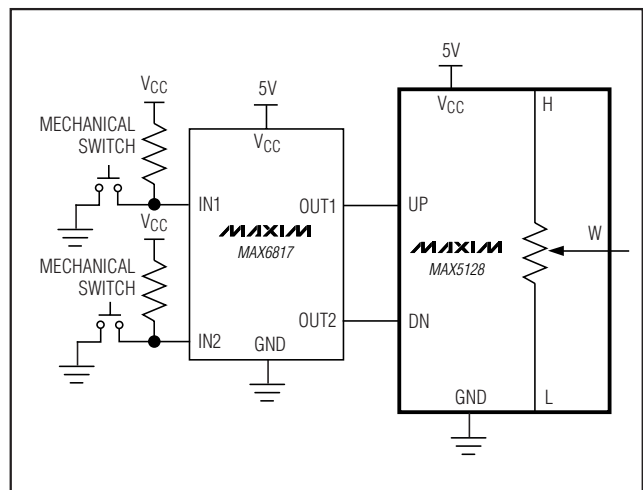 5V
VCC
H
VCC
5V
MECHANICAL
SWITCH
VCC
IN1
OUT1
UP
MAXIM
MAX6817
MAXIM
MAX5128
W
VCC
MECHANICAL
SWITCH
IN2
OUT2
DN
GND
GND
L